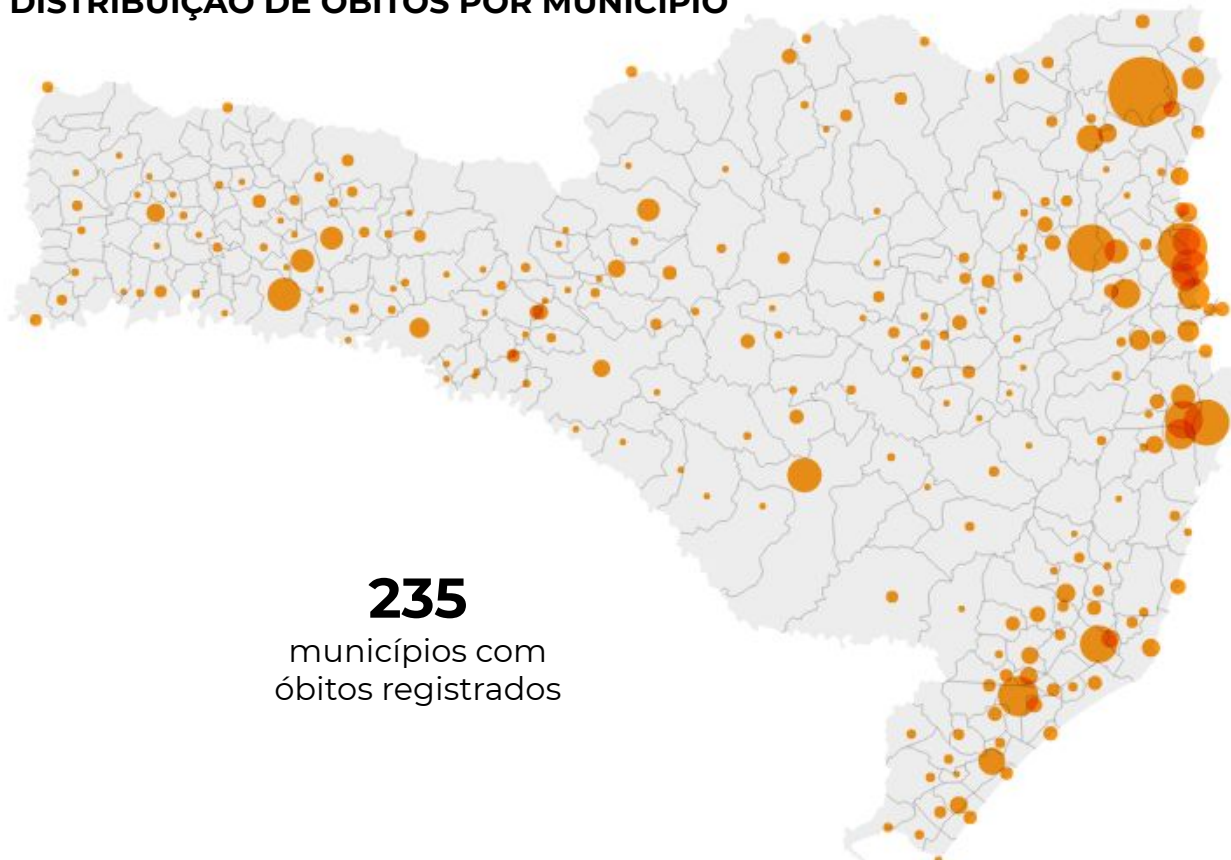 DISTRIBUIÇÃO DE ÓBITOS POR MUNICÍPIO
235
municípios com
óbitos registrados